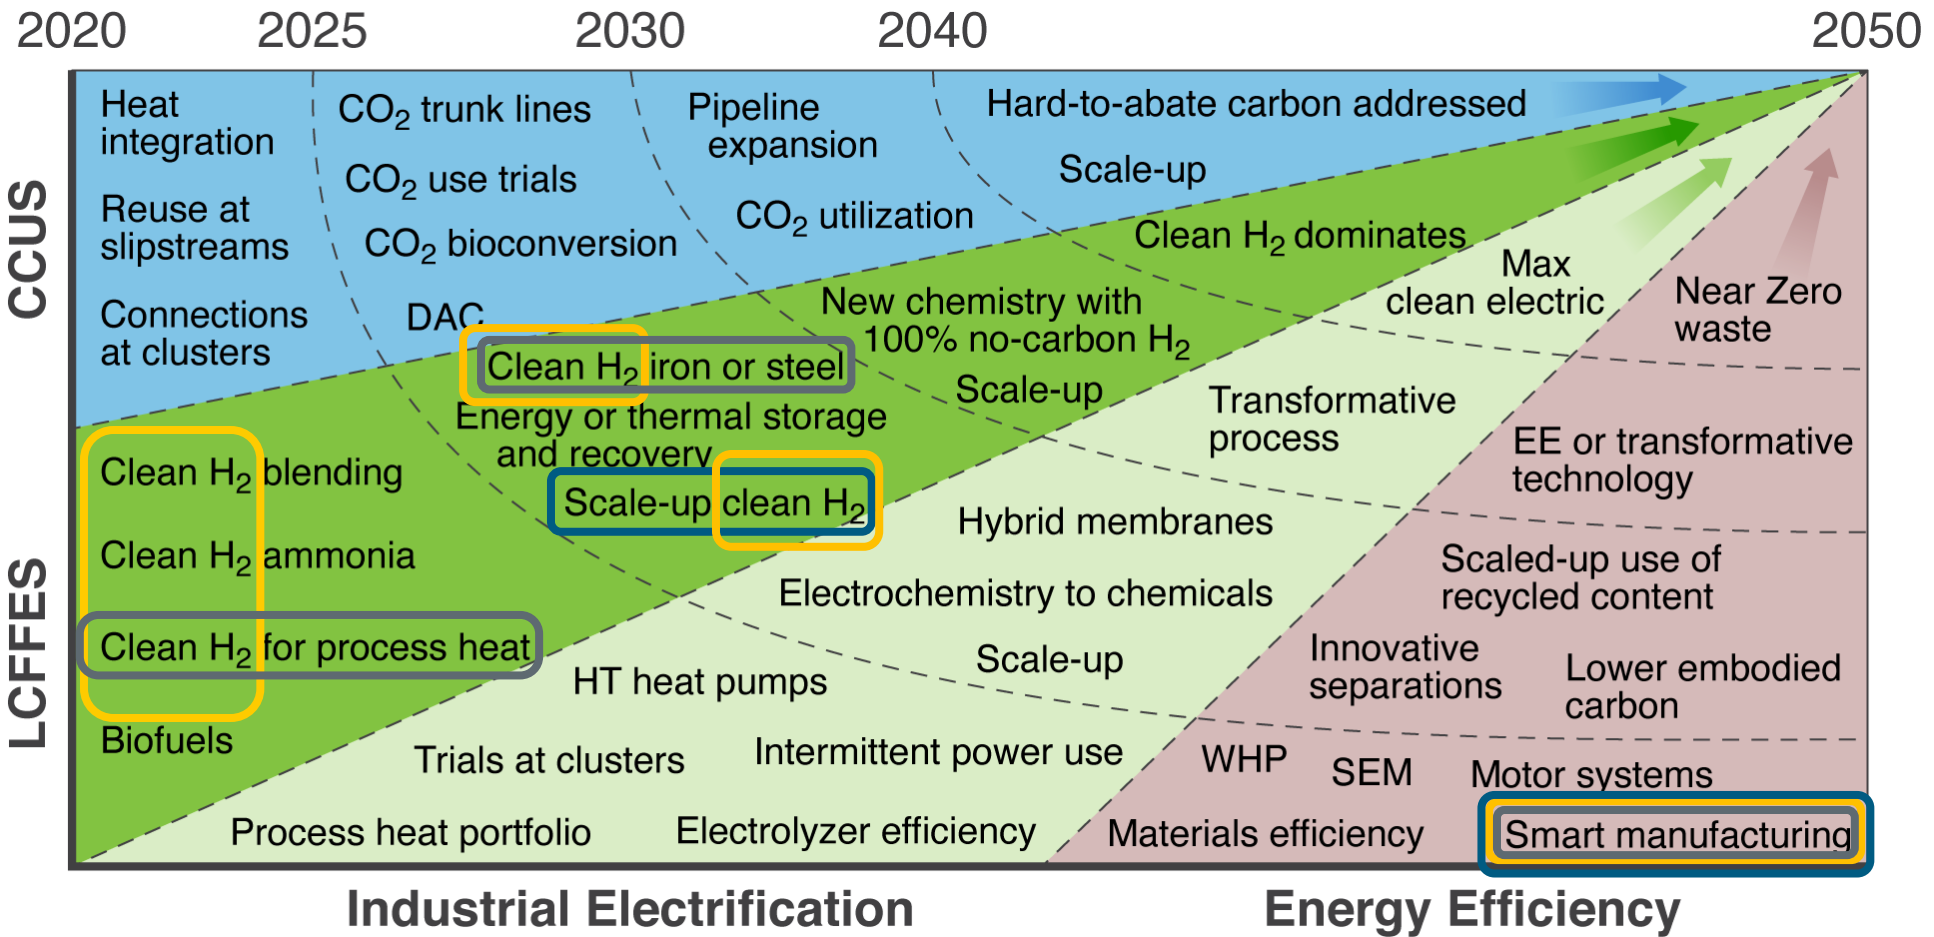 2020 2025 2030 2040 2050
CCUS
Heat
integration
Reuse at
slipstreams
Connections
at clusters
CO₂ trunk lines
CO₂ use trials
CO₂ bioconversion
DAC
Pipeline
expansion
CO₂ utilization
Hard-to-abate carbon addressed
Scale-up
LCFFES
Clean H₂ blending
Clean H₂ ammonia
Clean H₂ for process heat
Biofuels
Clean H₂ iron or steel
Energy or thermal storage
and recovery
Scale-up clean H₂
New chemistry with
100% no-carbon H₂
Scale-up
Clean H₂ dominates
Max
clean electric
Transformative
process
Hybrid membranes
Electrochemistry to chemicals
Scale-up
HT heat pumps
Trials at clusters
Intermittent power use
Process heat portfolio
Electrolyzer efficiency
Near Zero
waste
EE or transformative
technology
Scaled-up use of
recycled content
Innovative
separations
Lower embodied
carbon
WHP
SEM
Motor systems
Materials efficiency
Smart manufacturing
Industrial Electrification
Energy Efficiency